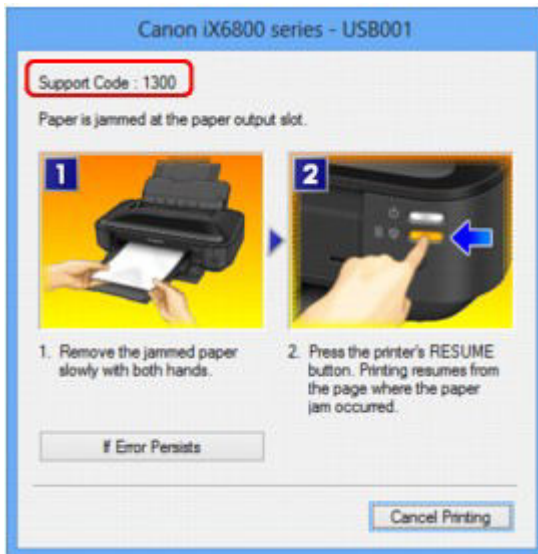 Canon iX6800 series - USB001
Support Code : 1300
Paper is jammed at the paper output slot.
1
2
1. Remove the jammed paper
slowly with both hands.
2. Press the printer's RESUME
button. Printing resumes from
the page where the paper
jam occurred.
If Error Persists
Cancel Printing